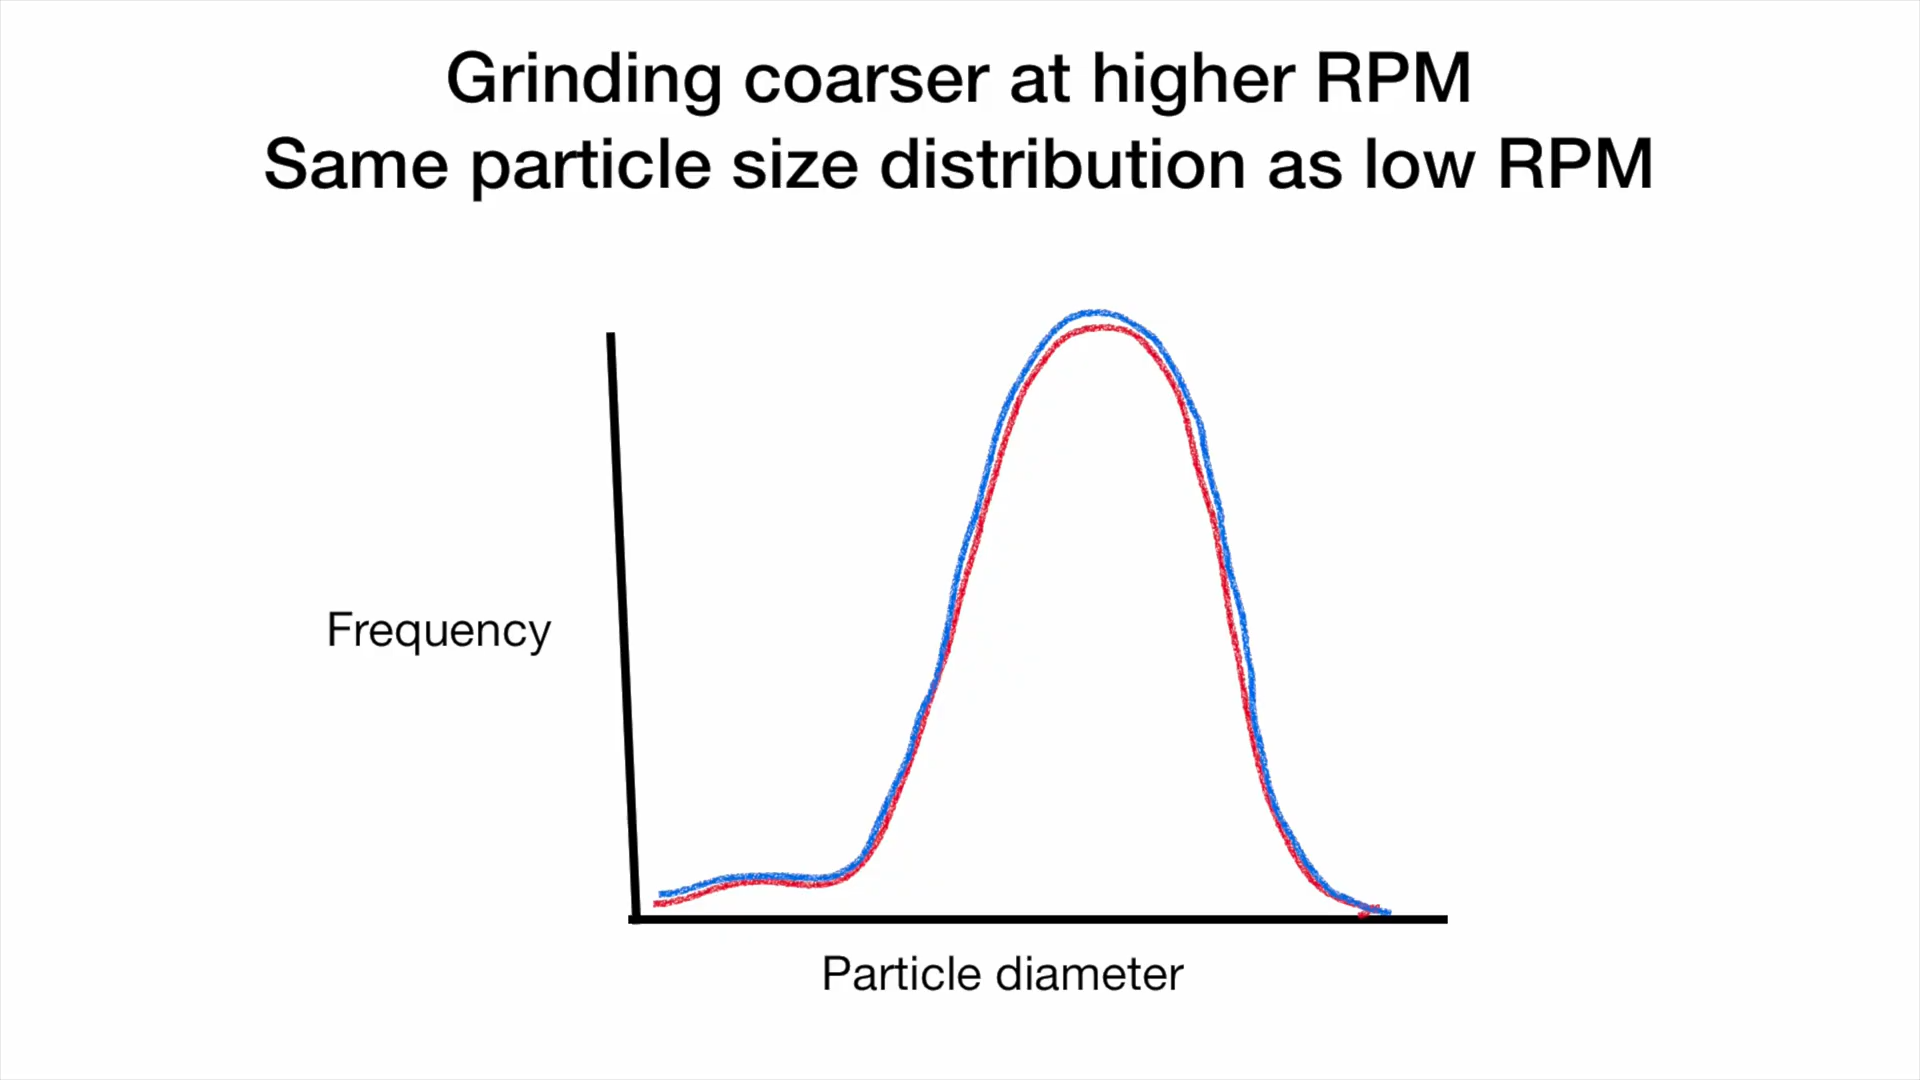 Grinding coarser at higher RPM
Same particle size distribution as low RPM
Frequency
Particle diameter